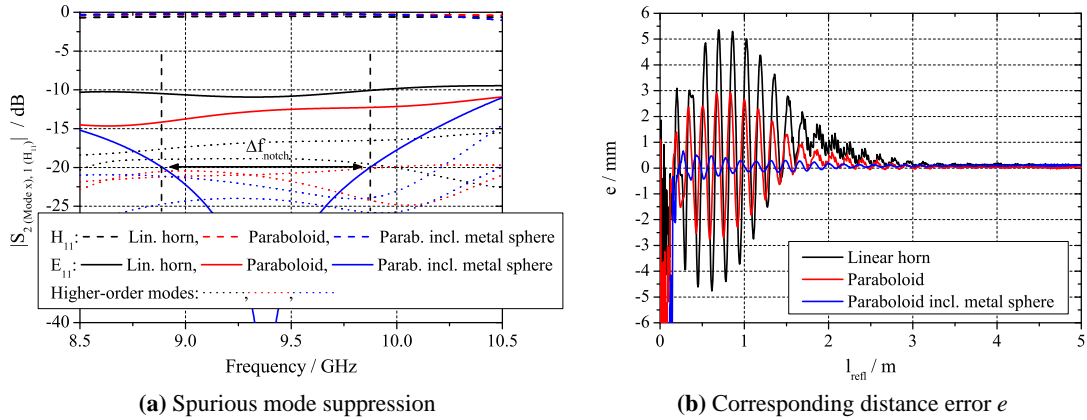 0
-5
-10
-15
-20
-25
-40
|S2 (Mode x), 1 (H11)| / dB
Δf notch
H11: Lin. horn, Paraboloid, Parab. incl. metal sphere
E11: Lin. horn, Paraboloid, Parab. incl. metal sphere
Higher-order modes: , ,
8.5 9.0 9.5 10.0 10.5
Frequency / GHz
(a) Spurious mode suppression
6
5
4
3
2
1
0
-1
-2
-3
-4
-5
-6
e / mm
Linear horn
Paraboloid
Paraboloid incl. metal sphere
0 1 2 3 4 5
l refl / m
(b) Corresponding distance error e